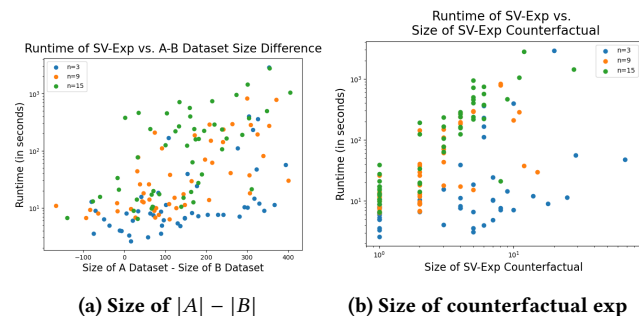 Runtime of SV-Exp vs. A-B Dataset Size Difference
n=3
n=9
n=15
10³
10²
10¹
Runtime (in seconds)
−100 0 100 200 300 400
Size of A Dataset - Size of B Dataset
(a) Size of |A| − |B|
Runtime of SV-Exp vs.
Size of SV-Exp Counterfactual
n=3
n=9
n=15
10³
10²
10¹
Runtime (in seconds)
10⁰ 10¹
Size of SV-Exp Counterfactual
(b) Size of counterfactual exp